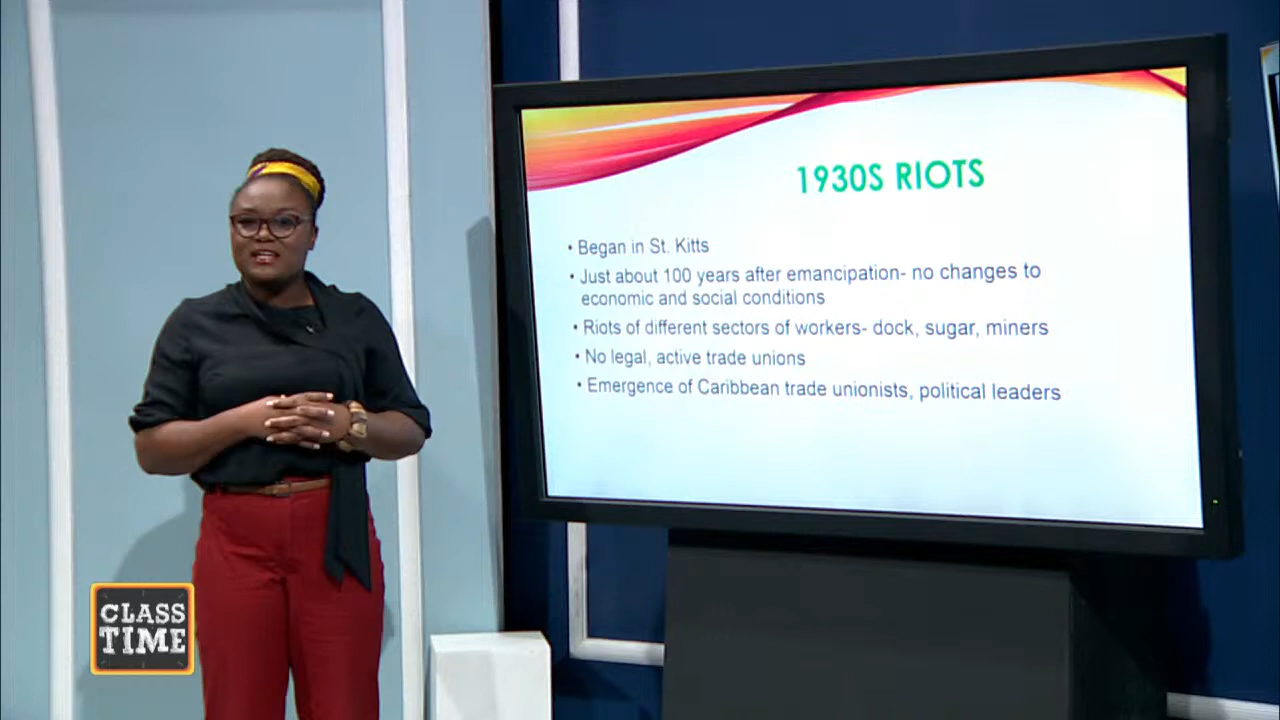 1930S RIOTS
• Began in St. Kitts
• Just about 100 years after emancipation- no changes to
economic and social conditions
• Riots of different sectors of workers- dock, sugar, miners
• No legal, active trade unions
• Emergence of Caribbean trade unionists, political leaders
CLASS
TIME